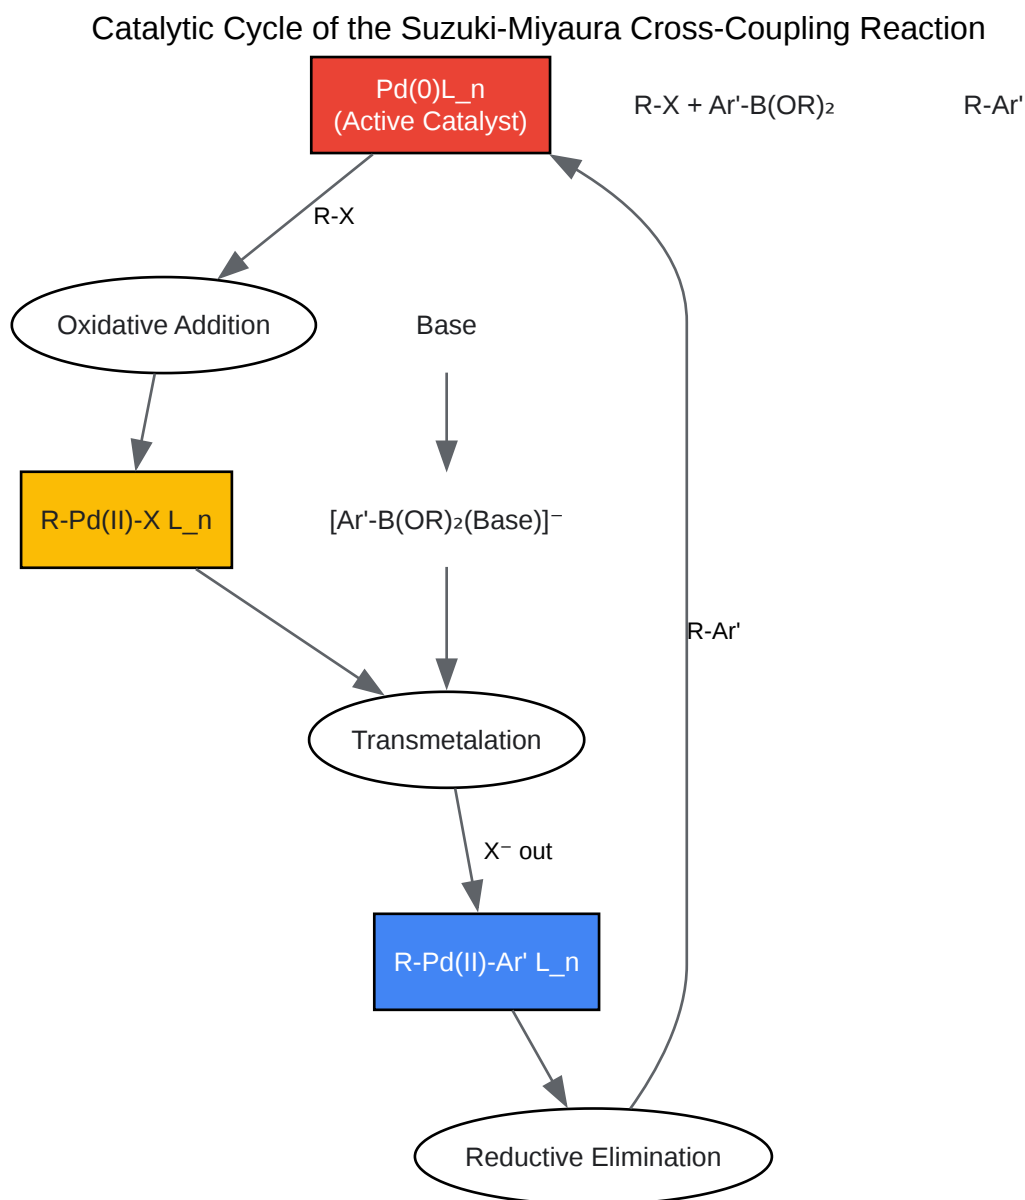 Catalytic Cycle of the Suzuki-Miyaura Cross-Coupling Reaction
Pd(0)L_n
(Active Catalyst)
R-X + Ar'-B(OR)₂
R-Ar'
R-X
Oxidative Addition
Base
R-Pd(II)-X L_n
[Ar'-B(OR)₂(Base)]⁻
R-Ar'
Transmetalation
X⁻ out
R-Pd(II)-Ar' L_n
Reductive Elimination